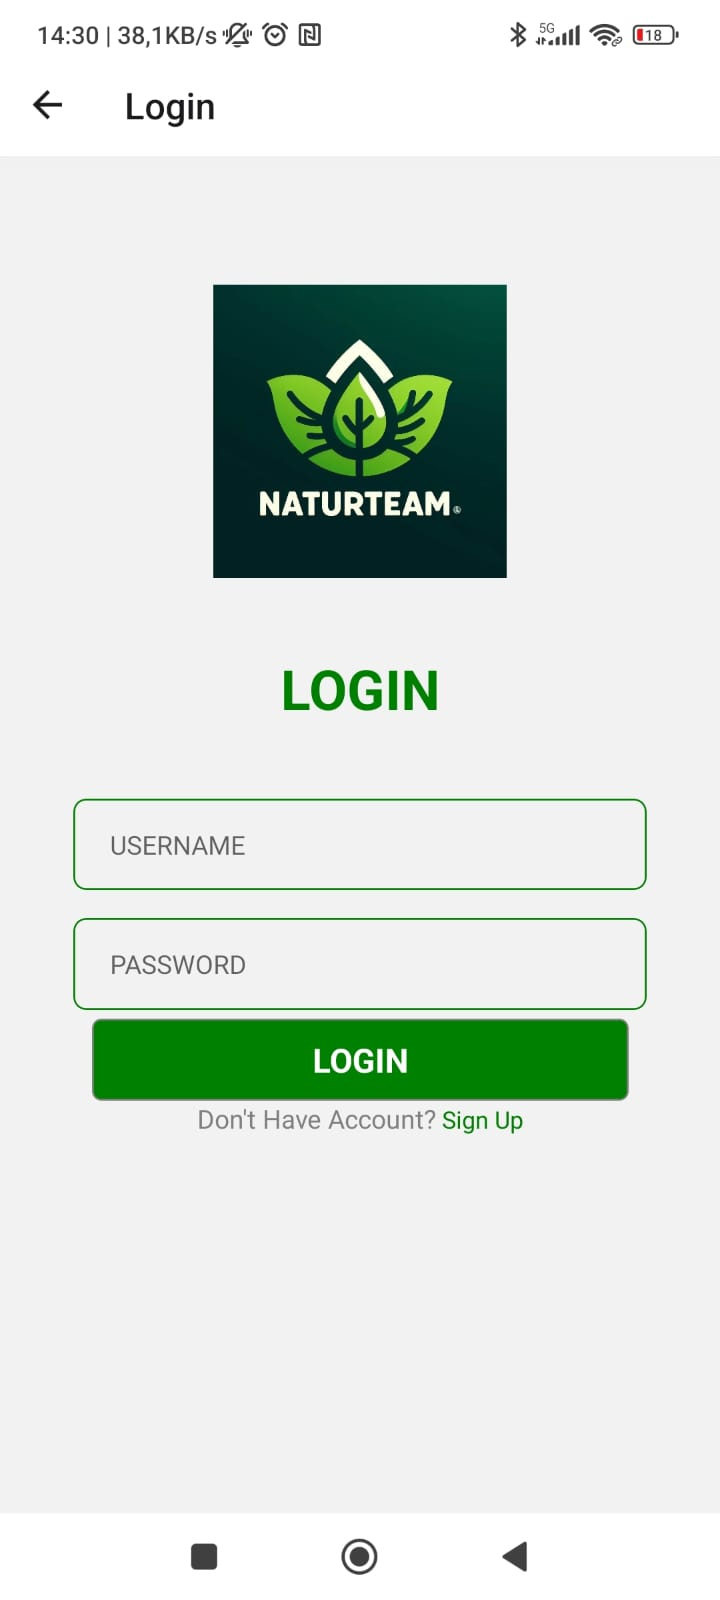 14:30 | 38,1KB/s 5G 18
Login
NATURTEAM
LOGIN
USERNAME
PASSWORD
LOGIN
Don't Have Account? Sign Up